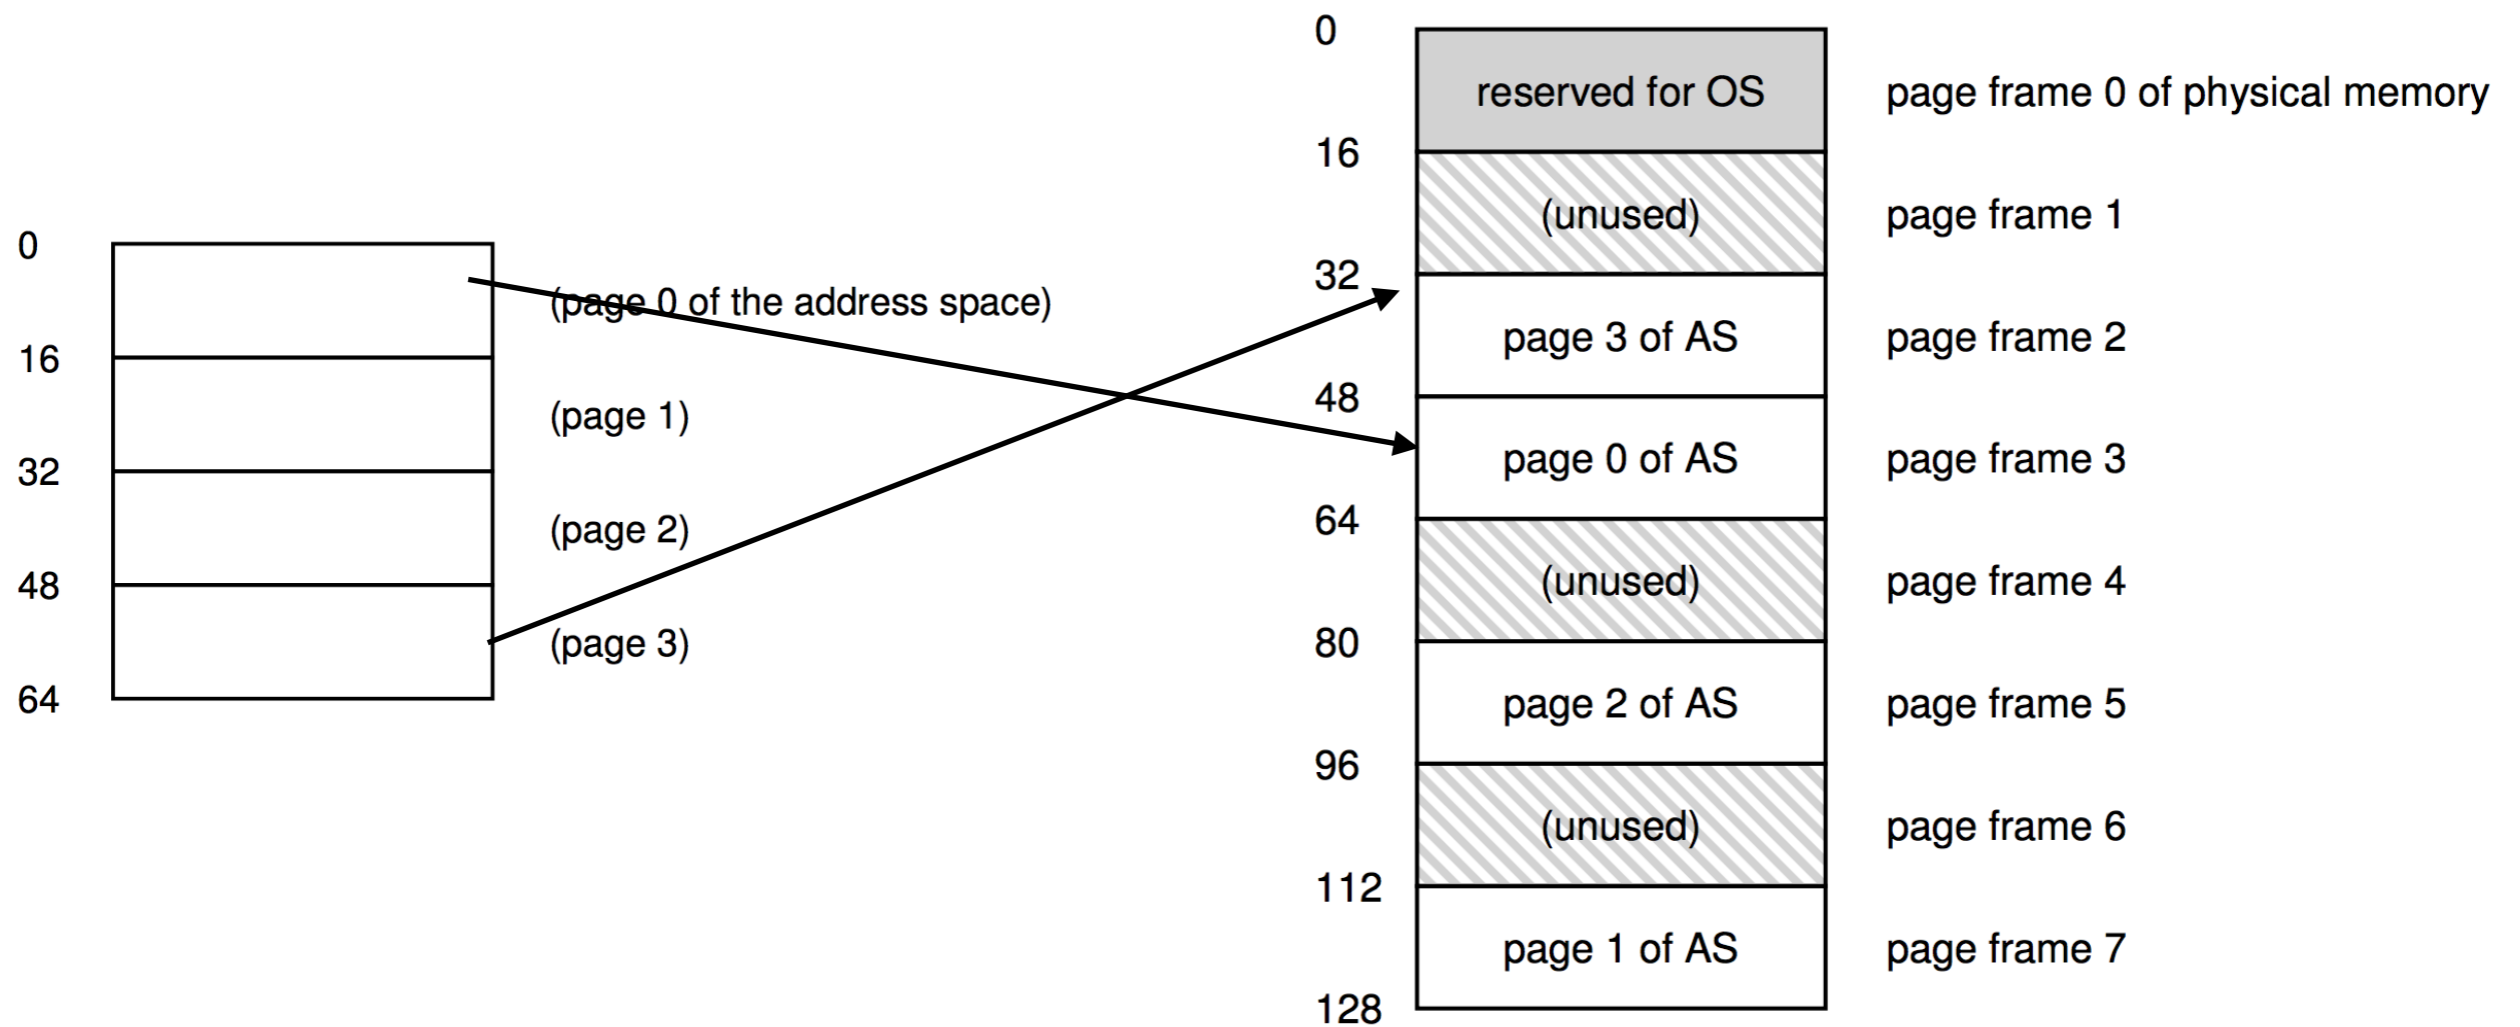 0
(page 0 of the address space)
16
(page 1)
32
(page 2)
48
(page 3)
64
0
reserved for OS page frame 0 of physical memory
16
(unused) page frame 1
32
page 3 of AS page frame 2
48
page 0 of AS page frame 3
64
(unused) page frame 4
80
page 2 of AS page frame 5
96
(unused) page frame 6
112
page 1 of AS page frame 7
128